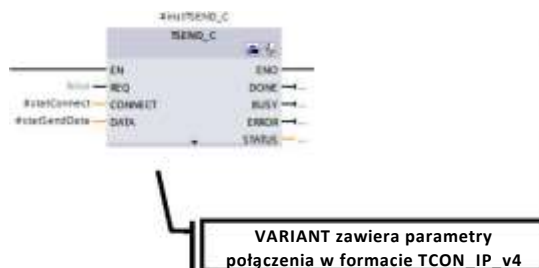 #instTSEND_C
TSEND_C
EN ENO
false REQ DONE ...
#statConnect CONNECT BUSY ...
#statSendData DATA ERROR ...
STATUS ...
VARIANT zawiera parametry
połączenia w formacie TCON_IP_v4